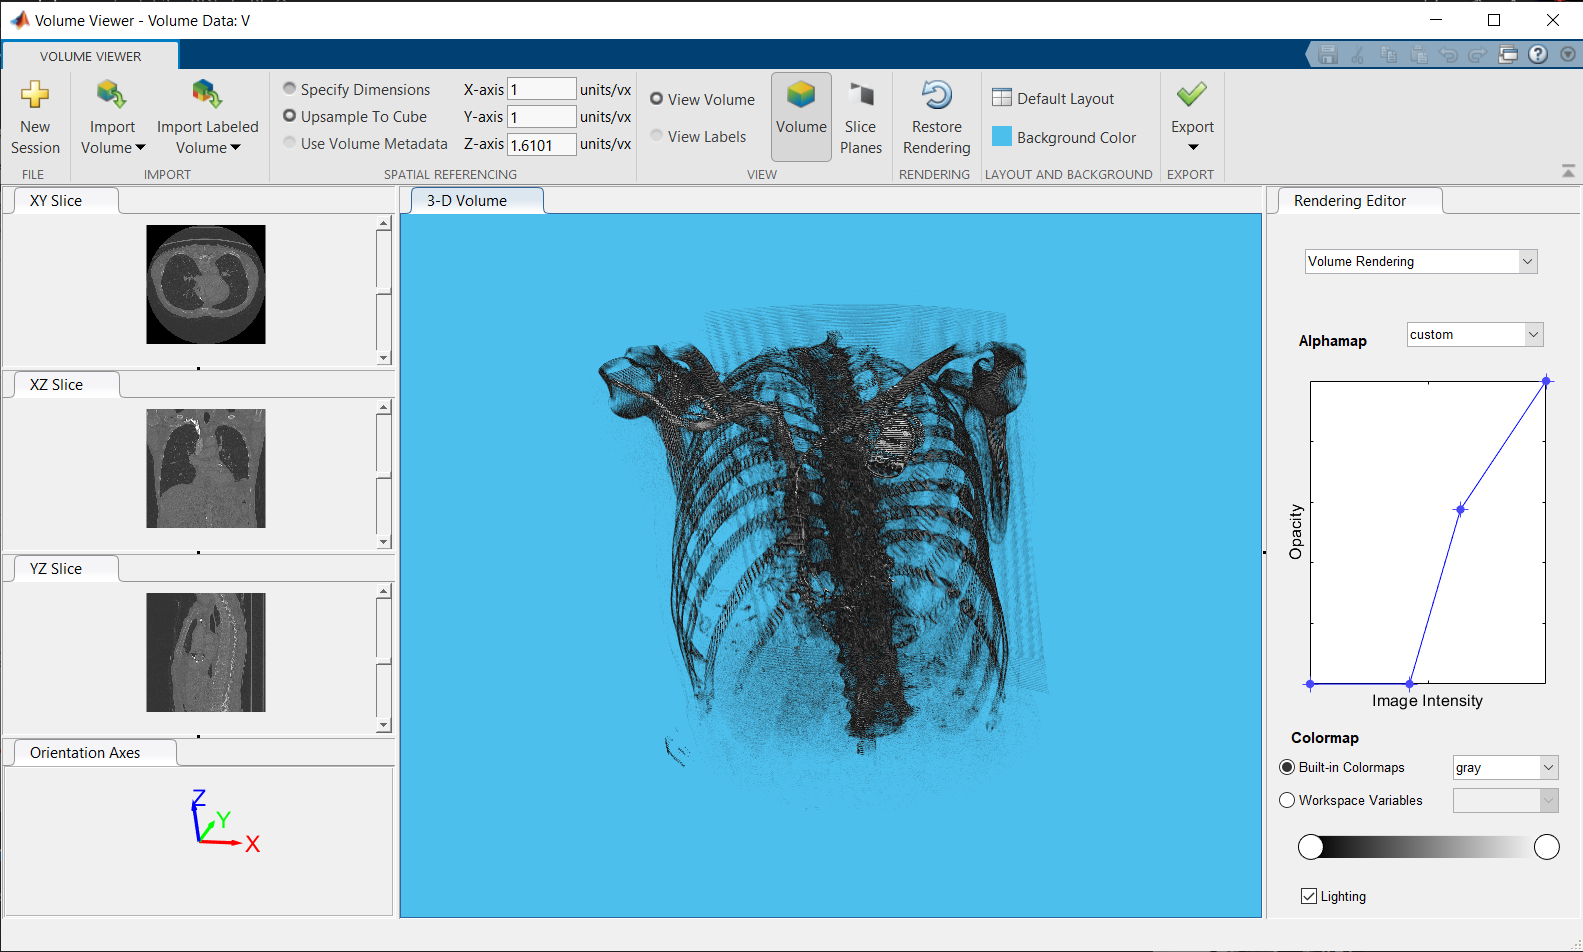 Volume Viewer - Volume Data: V
VOLUME VIEWER
New Session
Import Volume
Import Labeled Volume
Specify Dimensions
Upsample To Cube
Use Volume Metadata
X-axis 1 units/vx
Y-axis 1 units/vx
Z-axis 1.6101 units/vx
View Volume
View Labels
Volume
Slice Planes
Restore Rendering
Default Layout
Background Color
Export
FILE
IMPORT
SPATIAL REFERENCING
VIEW
RENDERING
LAYOUT AND BACKGROUND
EXPORT
XY Slice
XZ Slice
YZ Slice
Orientation Axes
Z
Y
X
3-D Volume
Rendering Editor
Volume Rendering
Alphamap custom
Opacity
Image Intensity
Colormap
Built-in Colormaps gray
Workspace Variables
Lighting